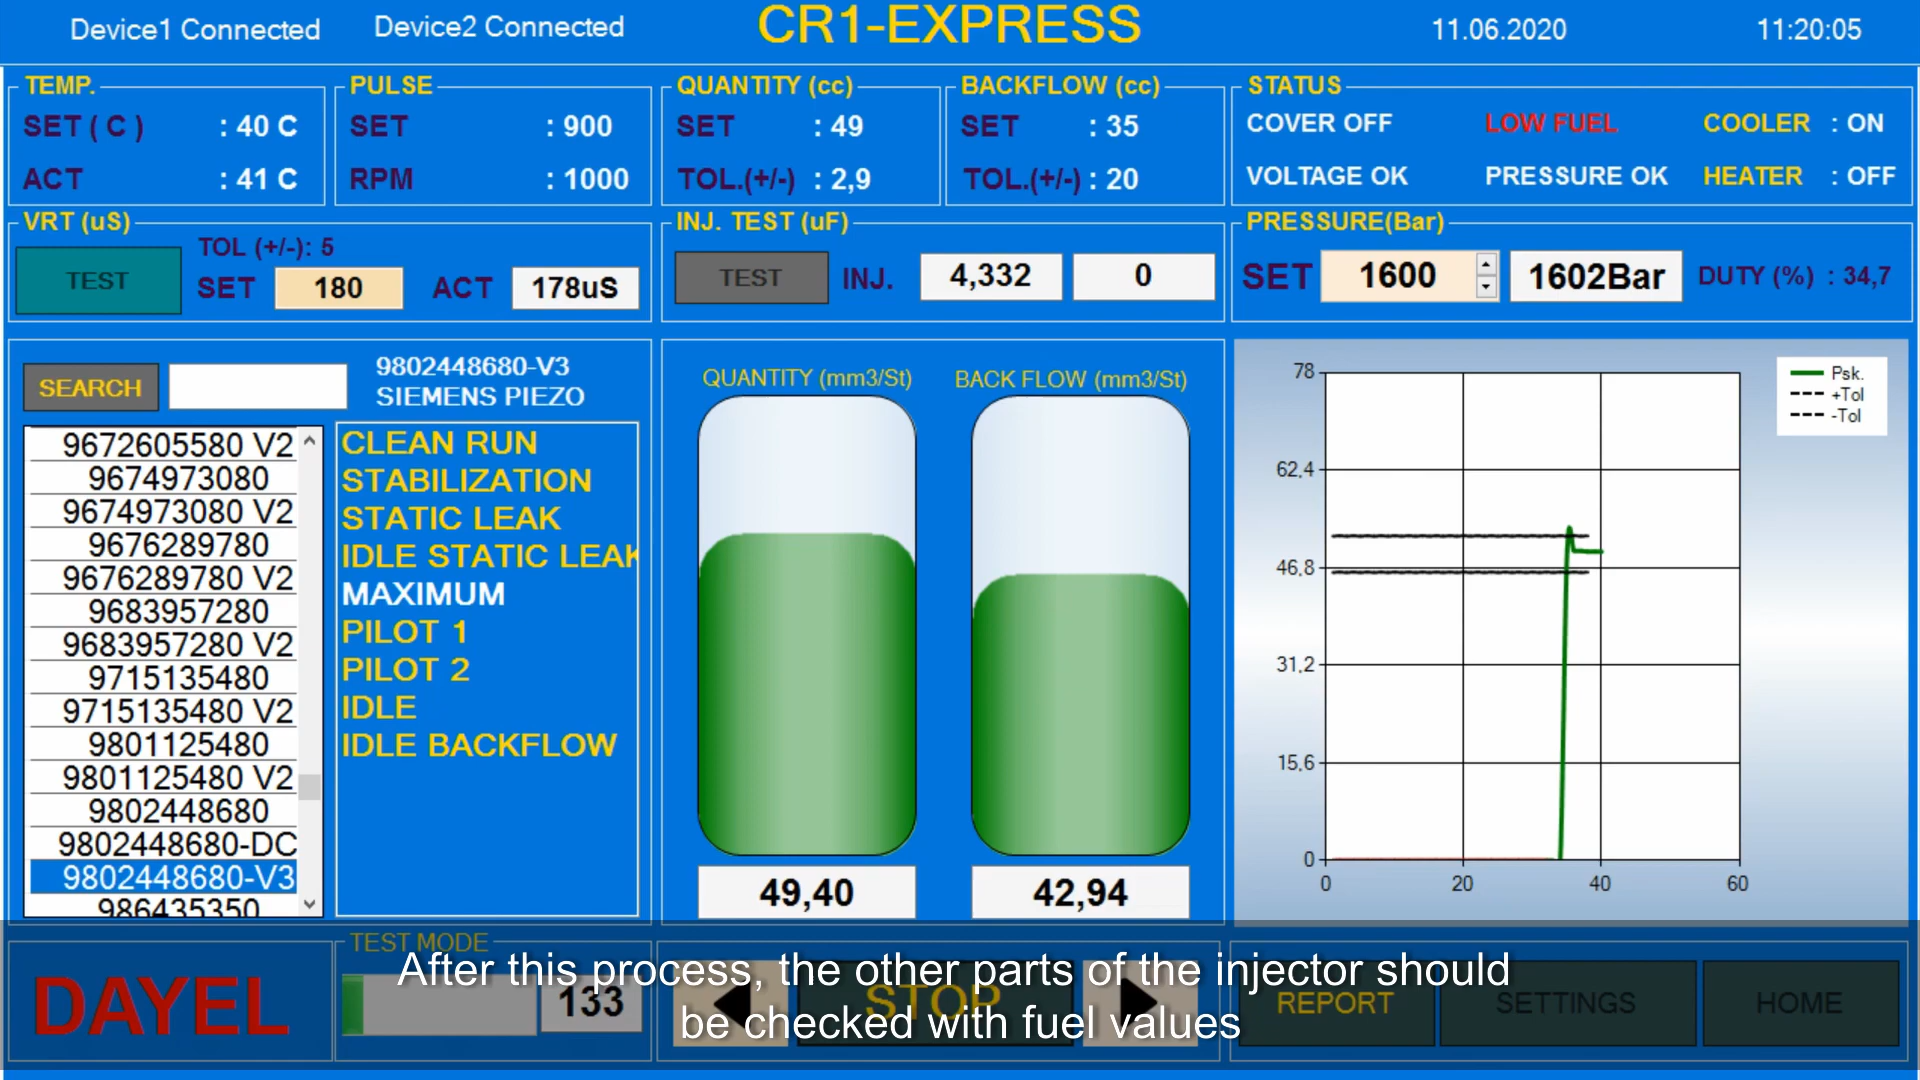 Device1 Connected
Device2 Connected
CR1-EXPRESS
11.06.2020
11:20:05
TEMP.
SET ( C ) : 40 C
ACT : 41 C
PULSE
SET : 900
RPM : 1000
QUANTITY (cc)
SET : 49
TOL.(+/-) : 2,9
BACKFLOW (cc)
SET : 35
TOL.(+/-) : 20
STATUS
COVER OFF LOW FUEL COOLER : ON
VOLTAGE OK PRESSURE OK HEATER : OFF
VRT (uS)
TEST
TOL (+/-): 5
SET 180 ACT 178uS
INJ. TEST (uF)
TEST INJ. 4,332 0
PRESSURE(Bar)
SET 1600 1602Bar DUTY (%) : 34,7
SEARCH
9802448680-V3
SIEMENS PIEZO
9672605580 V2
9674973080
9674973080 V2
9676289780
9676289780 V2
9683957280
9683957280 V2
9715135480
9715135480 V2
9801125480
9801125480 V2
9802448680
9802448680-DC
9802448680-V3
986435350
CLEAN RUN
STABILIZATION
STATIC LEAK
IDLE STATIC LEAK
MAXIMUM
PILOT 1
PILOT 2
IDLE
IDLE BACKFLOW
QUANTITY (mm3/St)
49,40
BACK FLOW (mm3/St)
42,94
78
62,4
46,8
31,2
15,6
0
0 20 40 60
Psk.
+Tol
-Tol
DAYEL
TEST MODE
133
STOP
REPORT
SETTINGS
HOME
After this process, the other parts of the injector should
be checked with fuel values